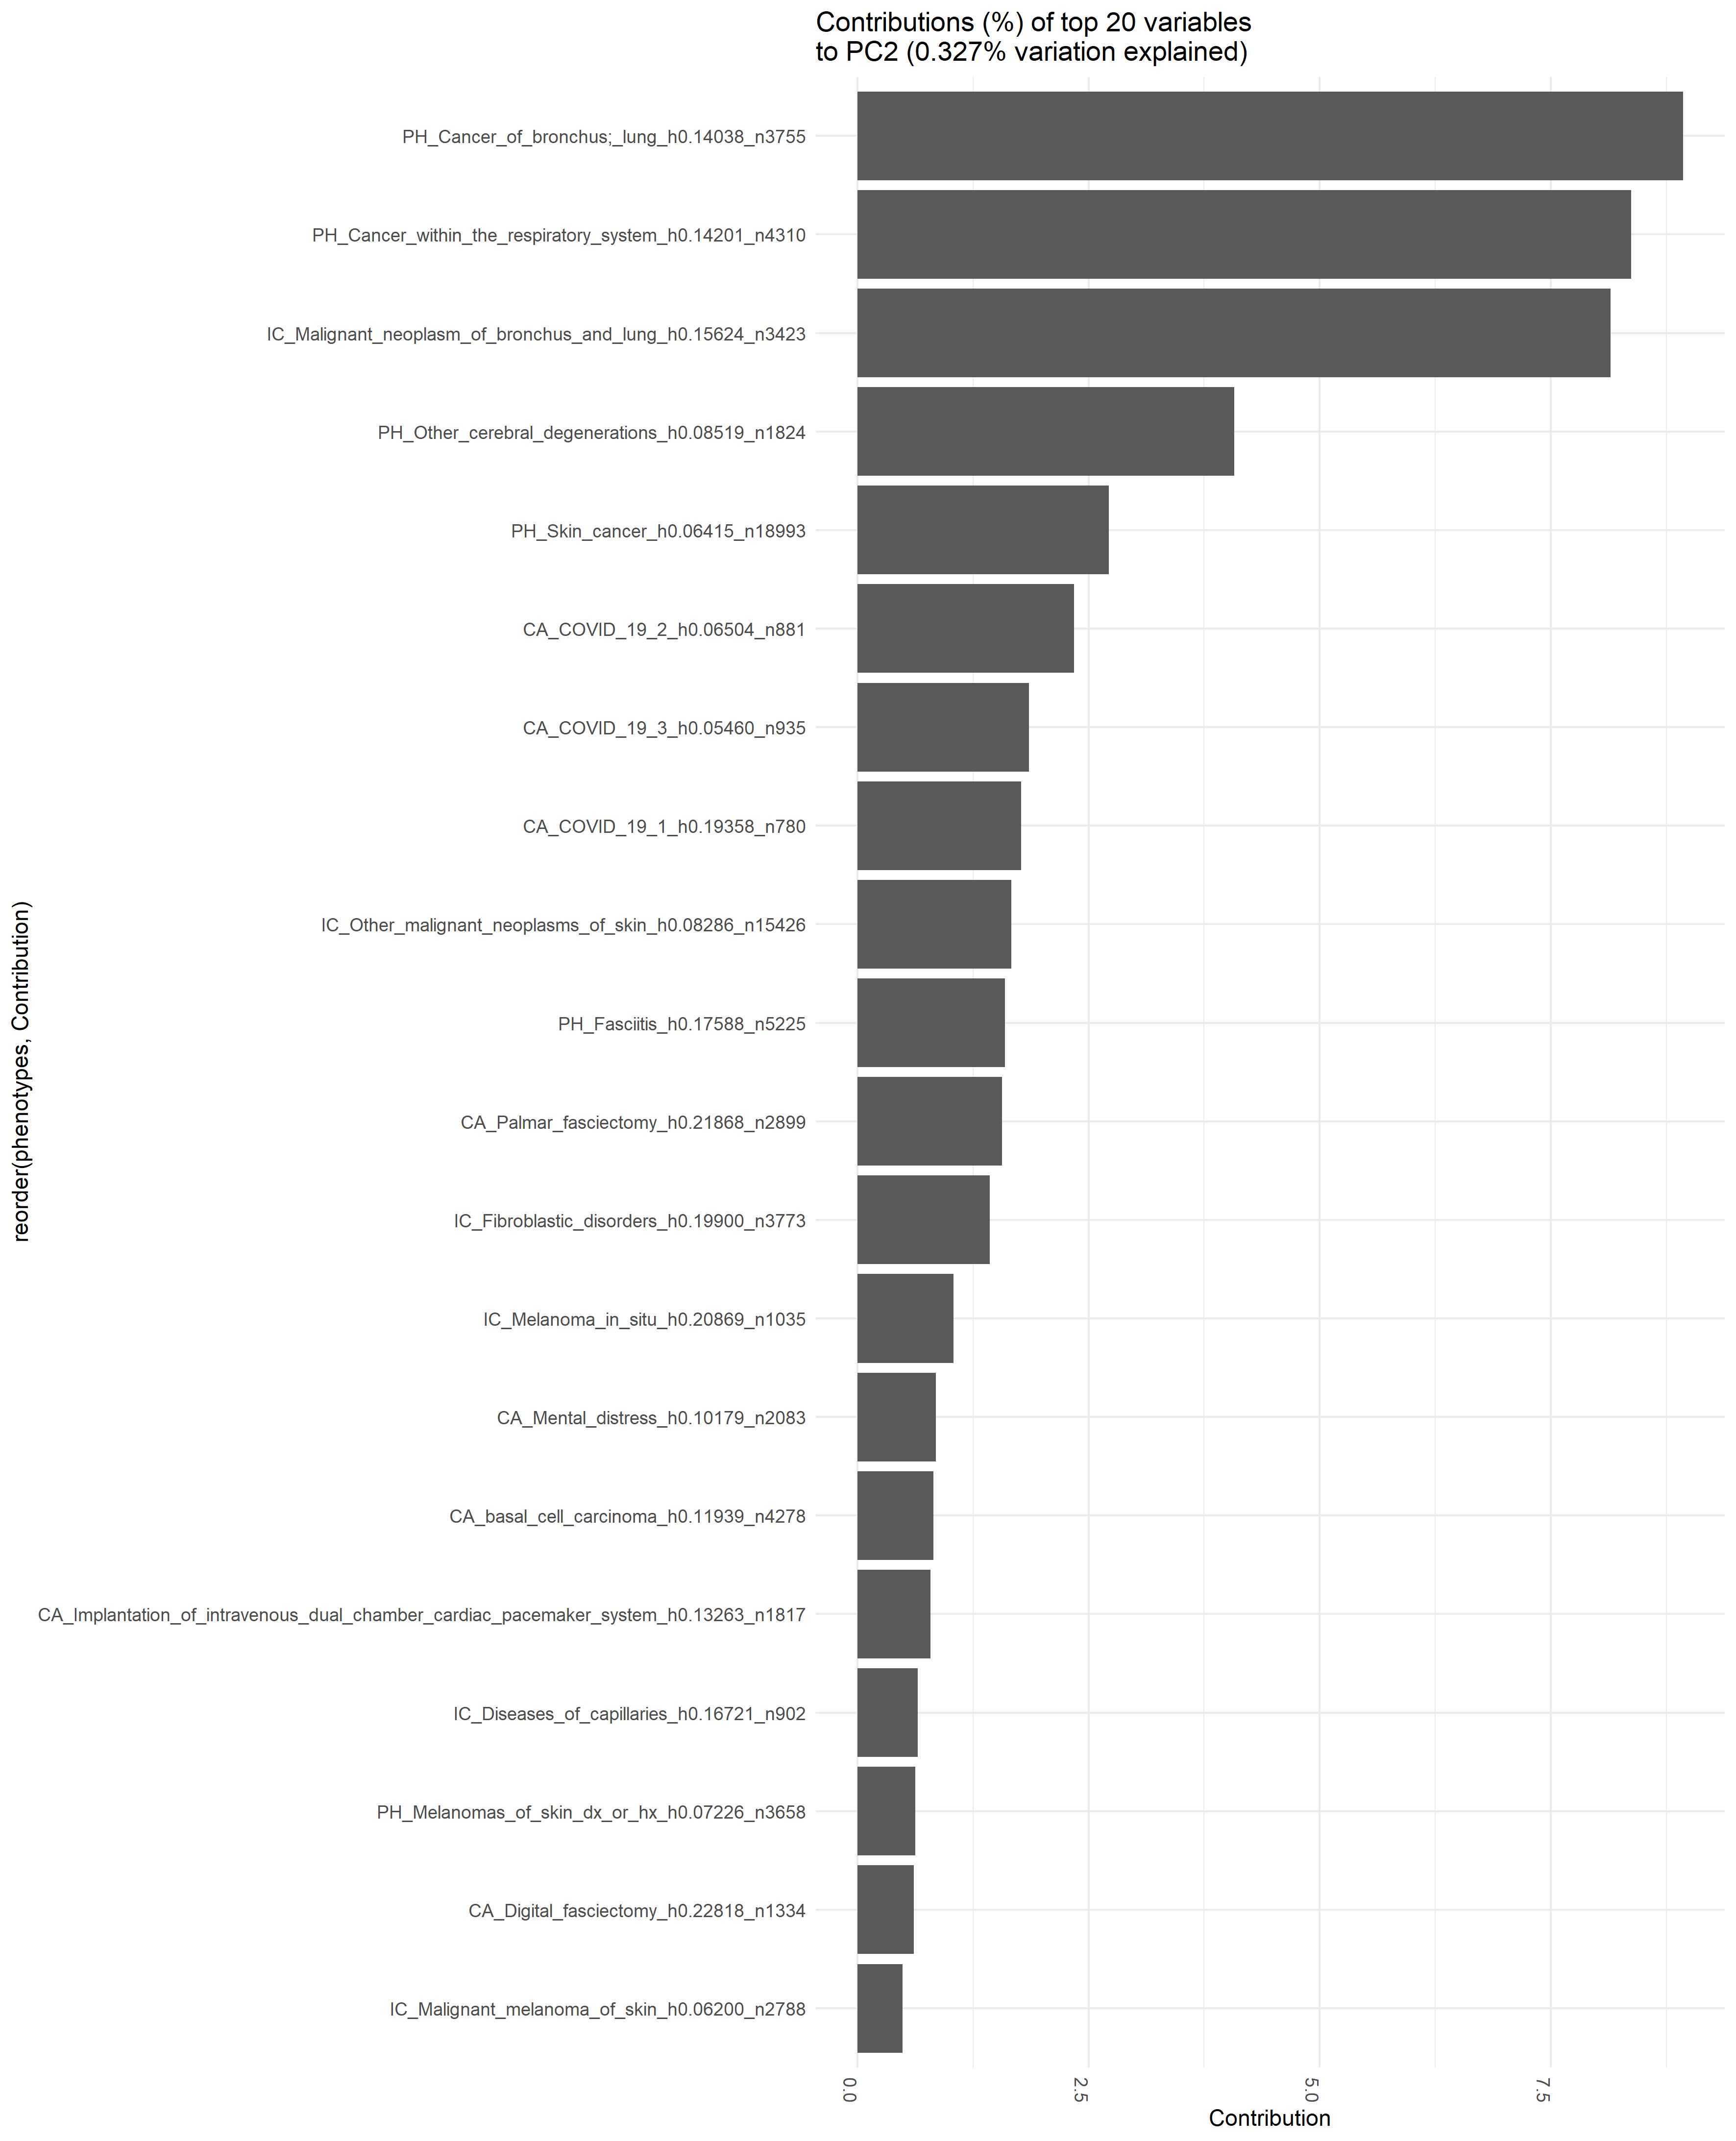 Contributions (%) of top 20 variables
to PC2 (0.327% variation explained)
PH_Cancer_of_bronchus;_lung_h0.14038_n3755
PH_Cancer_within_the_respiratory_system_h0.14201_n4310
IC_Malignant_neoplasm_of_bronchus_and_lung_h0.15624_n3423
PH_Other_cerebral_degenerations_h0.08519_n1824
PH_Skin_cancer_h0.06415_n18993
CA_COVID_19_2_h0.06504_n881
CA_COVID_19_3_h0.05460_n935
CA_COVID_19_1_h0.19358_n780
IC_Other_malignant_neoplasms_of_skin_h0.08286_n15426
PH_Fasciitis_h0.17588_n5225
CA_Palmar_fasciectomy_h0.21868_n2899
IC_Fibroblastic_disorders_h0.19900_n3773
IC_Melanoma_in_situ_h0.20869_n1035
CA_Mental_distress_h0.10179_n2083
CA_basal_cell_carcinoma_h0.11939_n4278
CA_Implantation_of_intravenous_dual_chamber_cardiac_pacemaker_system_h0.13263_n1817
IC_Diseases_of_capillaries_h0.16721_n902
PH_Melanomas_of_skin_dx_or_hx_h0.07226_n3658
CA_Digital_fasciectomy_h0.22818_n1334
IC_Malignant_melanoma_of_skin_h0.06200_n2788
reorder(phenotypes, Contribution)
0.0
2.5
5.0
7.5
Contribution